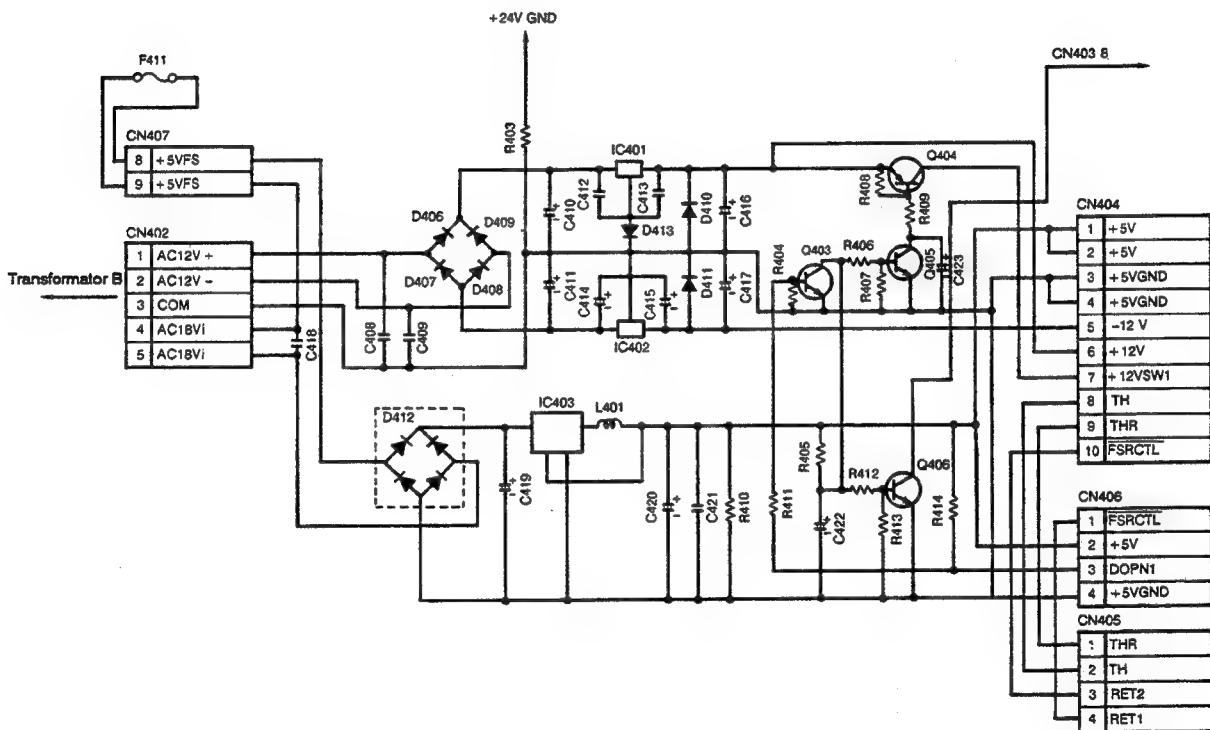 +24V GND
CN403 8
F411
CN407
8 +5VFS
9 +5VFS
CN402
1 AC12V +
2 AC12V –
3 COM
4 AC18Vi
5 AC18Vi
Transformator B
C418
C408
C409
D406
D409
D407
D408
R403
C410
C411
C412
IC401
C413
D413
C414
C415
IC402
D410
D411
C416
C417
Q404
R408
R409
Q403
R404
R406
R407
Q405
C423
CN404
1 +5V
2 +5V
3 +5VGND
4 +5VGND
5 –12 V
6 +12V
7 +12VSW1
8 TH
9 THR
10 FSRCTL
D412
C419
IC403
L401
C420
C421
R410
R411
R405
C422
R412
R413
Q406
R414
CN406
1 FSRCTL
2 +5V
3 DOPN1
4 +5VGND
CN405
1 THR
2 TH
3 RET2
4 RET1